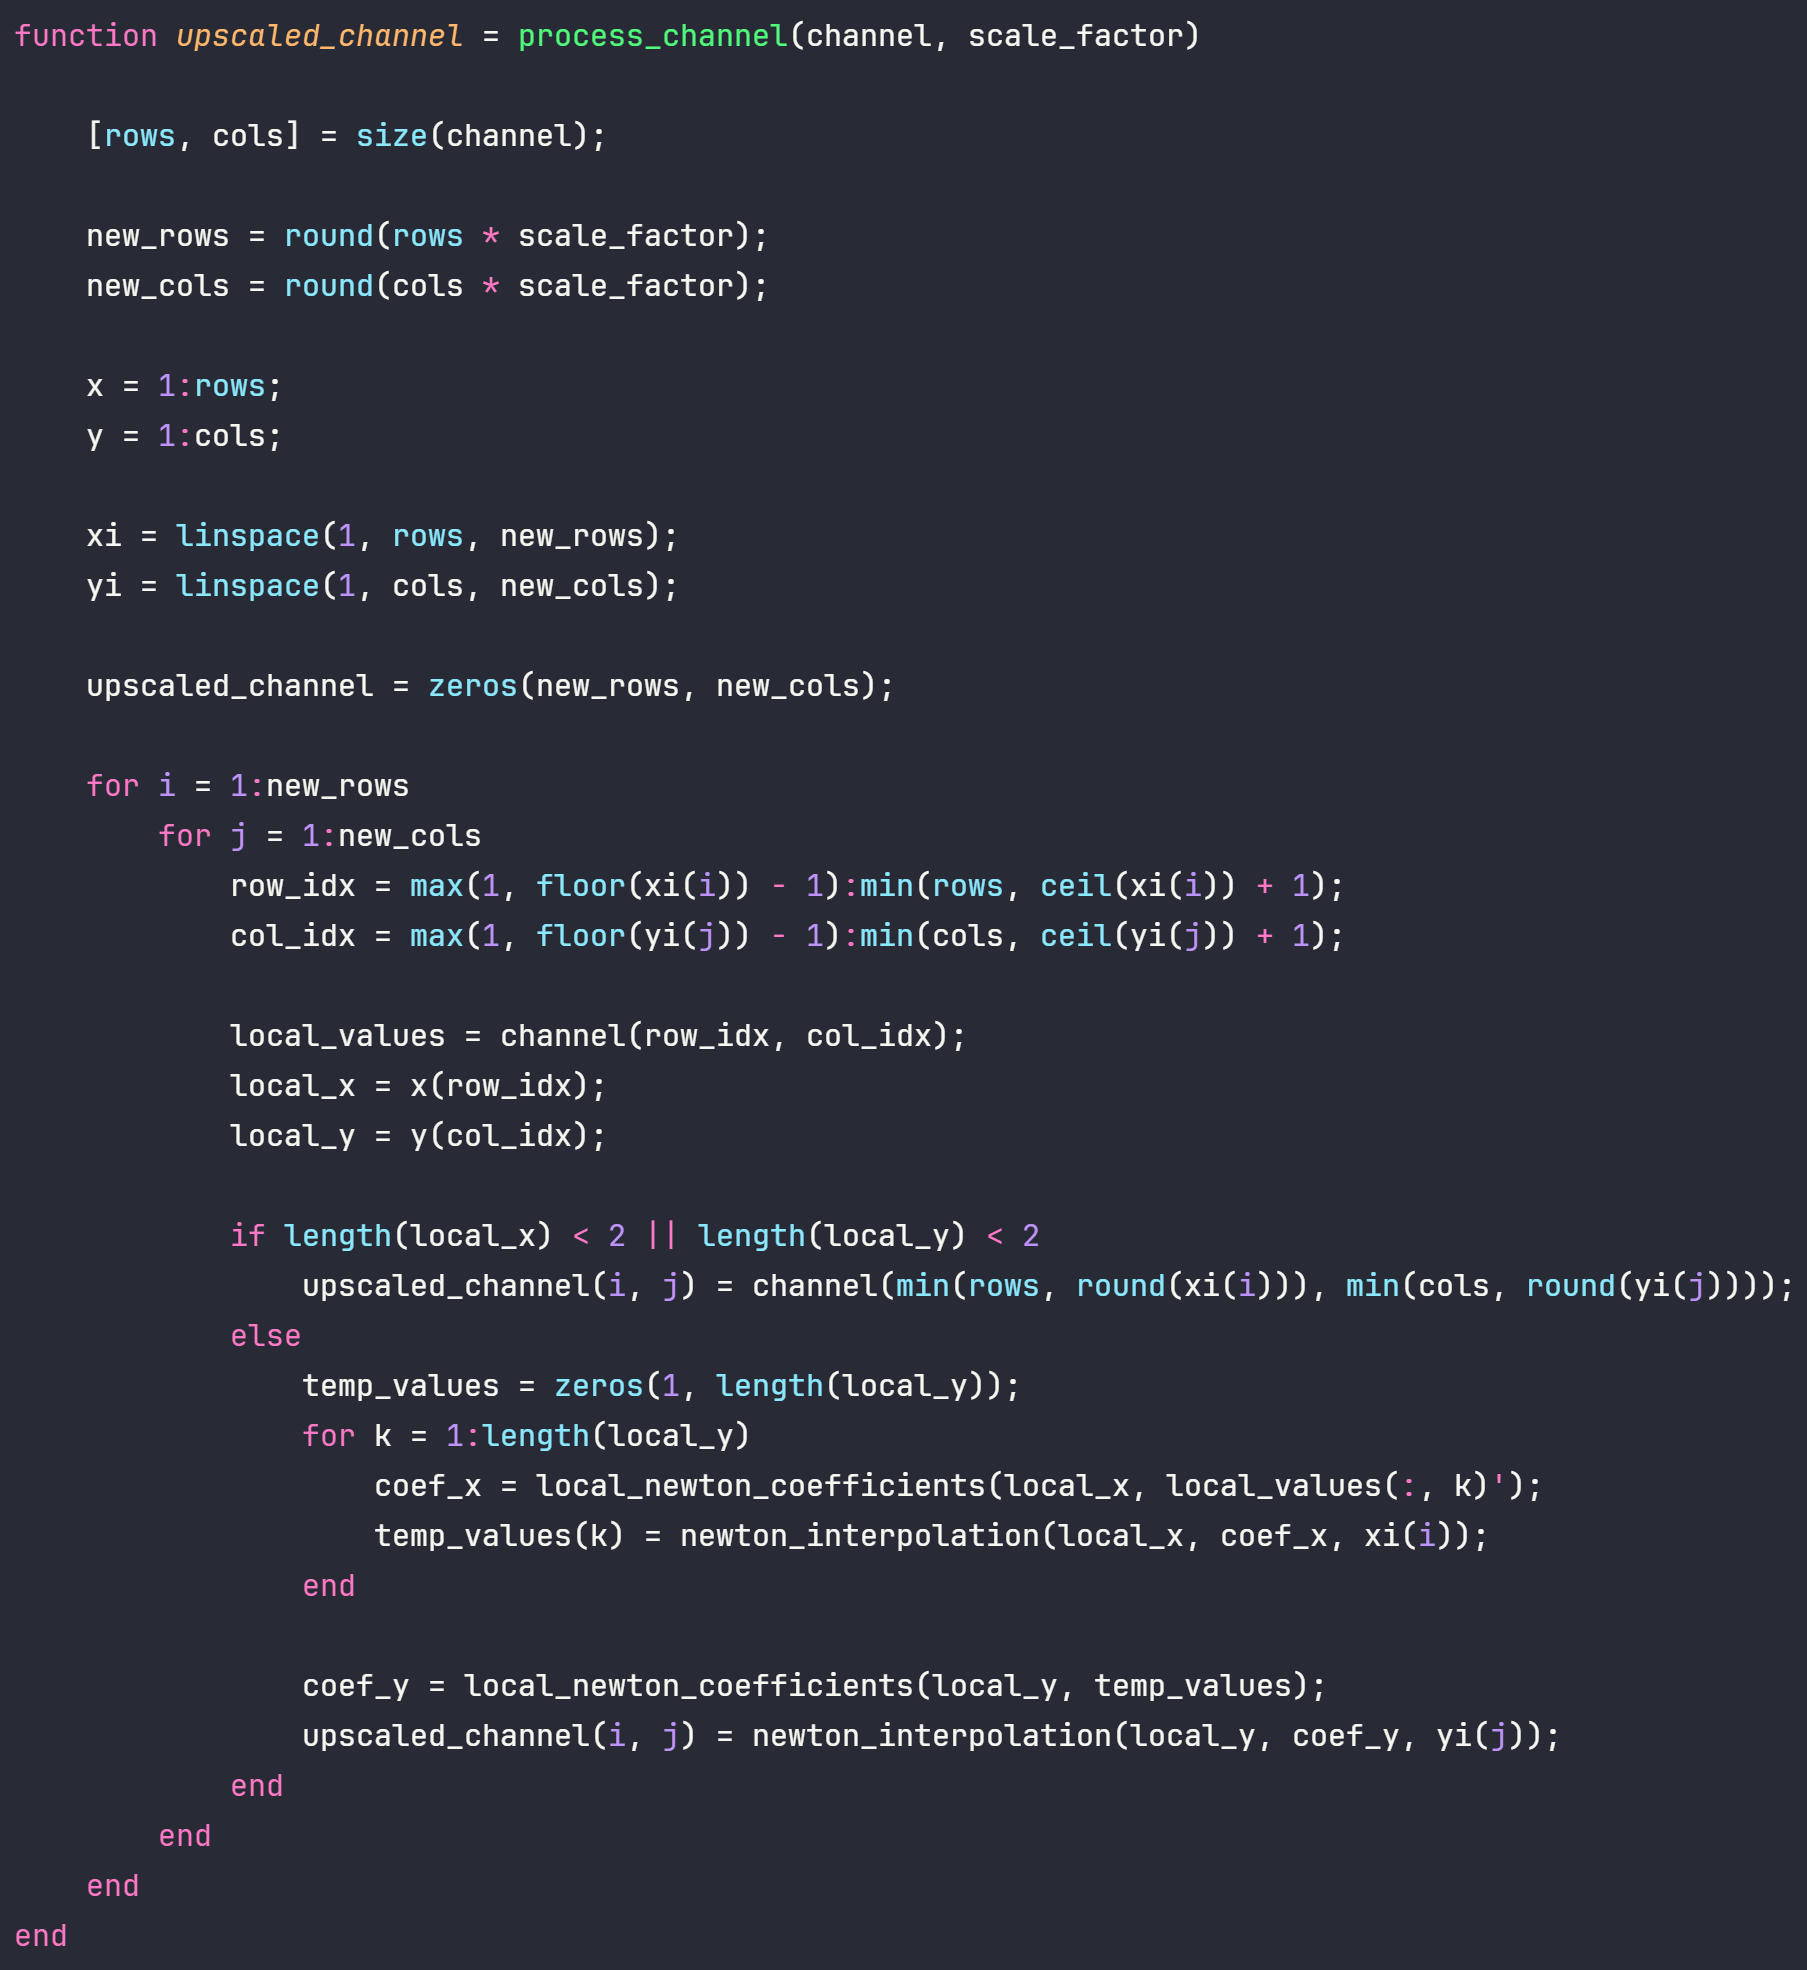 function upscaled_channel = process_channel(channel, scale_factor)

    [rows, cols] = size(channel);

    new_rows = round(rows * scale_factor);
    new_cols = round(cols * scale_factor);

    x = 1:rows;
    y = 1:cols;

    xi = linspace(1, rows, new_rows);
    yi = linspace(1, cols, new_cols);

    upscaled_channel = zeros(new_rows, new_cols);

    for i = 1:new_rows
        for j = 1:new_cols
            row_idx = max(1, floor(xi(i)) - 1):min(rows, ceil(xi(i)) + 1);
            col_idx = max(1, floor(yi(j)) - 1):min(cols, ceil(yi(j)) + 1);

            local_values = channel(row_idx, col_idx);
            local_x = x(row_idx);
            local_y = y(col_idx);

            if length(local_x) < 2 || length(local_y) < 2
                upscaled_channel(i, j) = channel(min(rows, round(xi(i))), min(cols, round(yi(j))));
            else
                temp_values = zeros(1, length(local_y));
                for k = 1:length(local_y)
                    coef_x = local_newton_coefficients(local_x, local_values(:, k)');
                    temp_values(k) = newton_interpolation(local_x, coef_x, xi(i));
                end

                coef_y = local_newton_coefficients(local_y, temp_values);
                upscaled_channel(i, j) = newton_interpolation(local_y, coef_y, yi(j));
            end
        end
    end
end